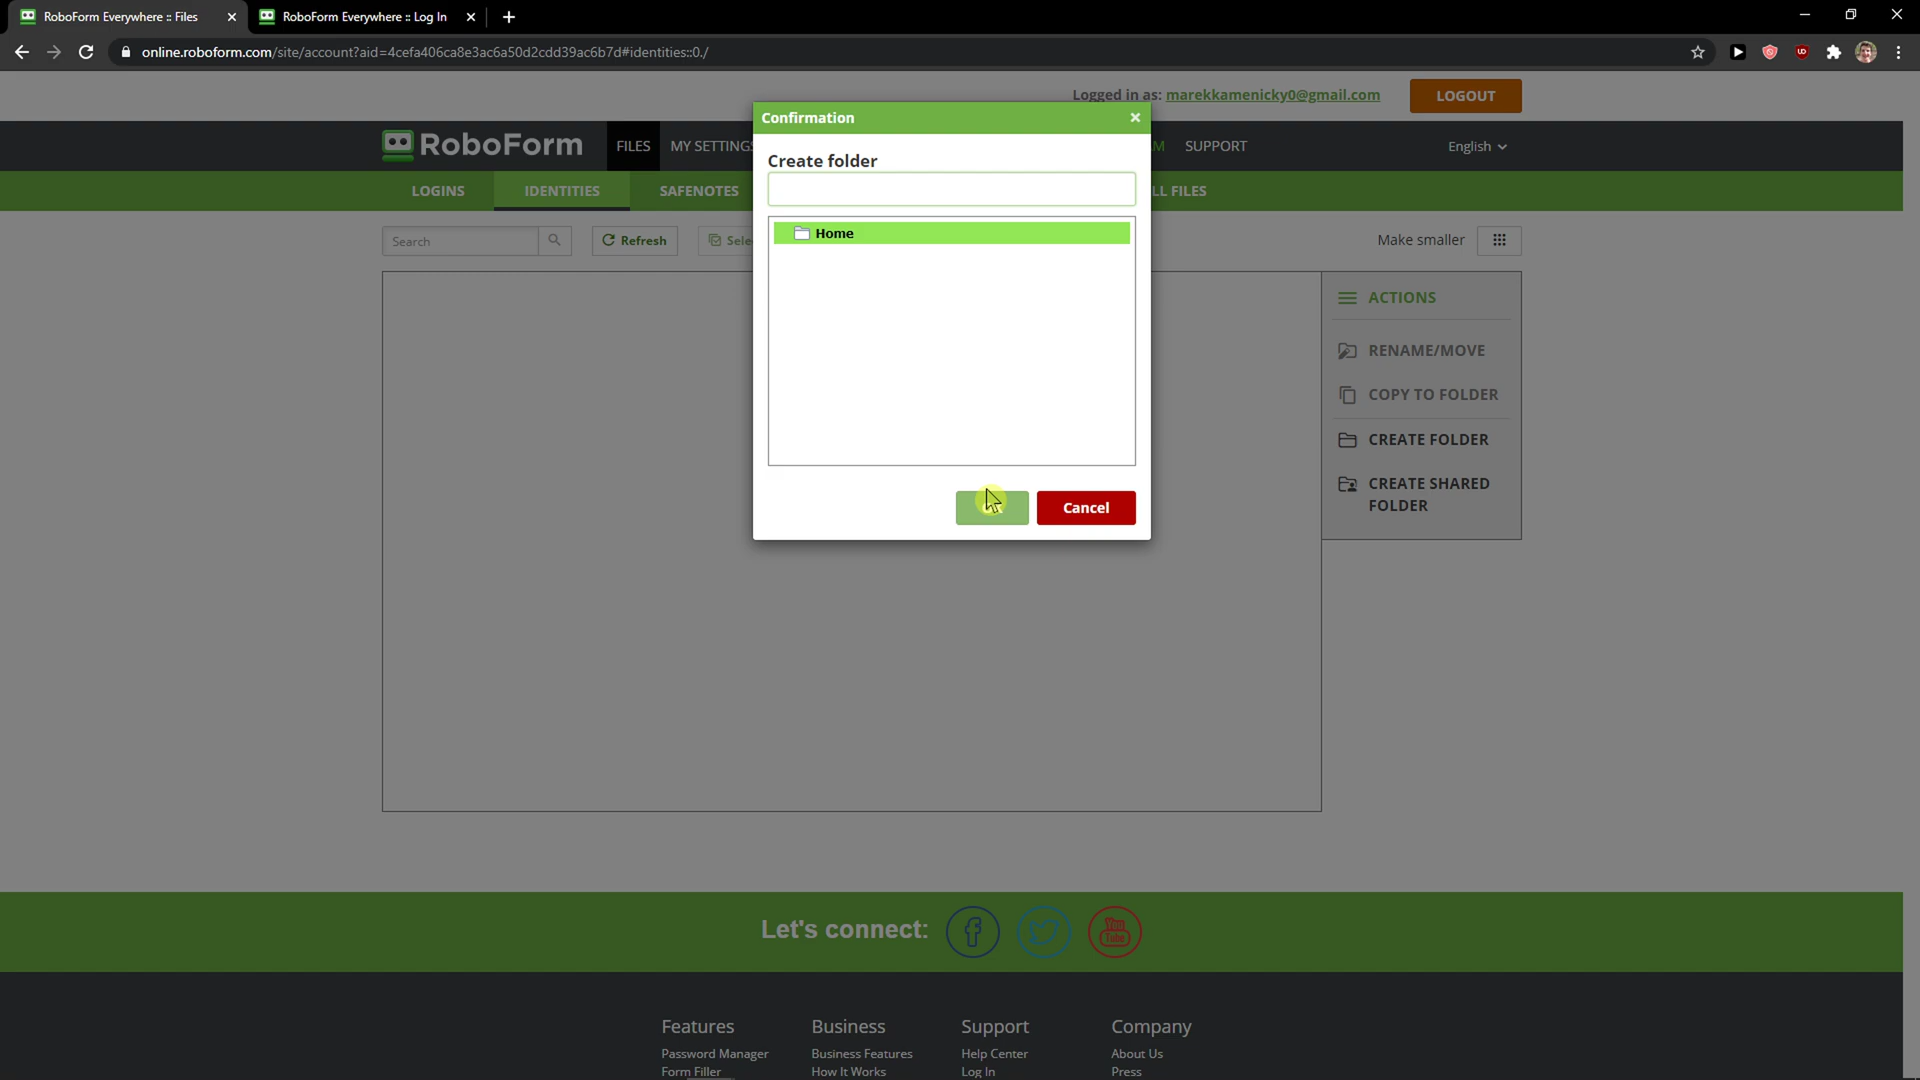 RoboForm Everywhere :: Files
RoboForm Everywhere :: Log In
online.roboform.com/site/account?aid=4cefa406ca8e3ac6a50d2cdd39ac6b7d#identities::0./
Logged in as: marekkamenicky0@gmail.com
LOGOUT
RoboForm
FILES
MY SETTINGS
SUPPORT
English
LOGINS
IDENTITIES
SAFENOTES
LL FILES
Confirmation
Create folder
Home
Cancel
Search
Refresh
Sele
Make smaller
ACTIONS
RENAME/MOVE
COPY TO FOLDER
CREATE FOLDER
CREATE SHARED
FOLDER
Let's connect:
You
Tube
Features
Business
Support
Company
Password Manager
Business Features
Help Center
About Us
Form Filler
How It Works
Log In
Press